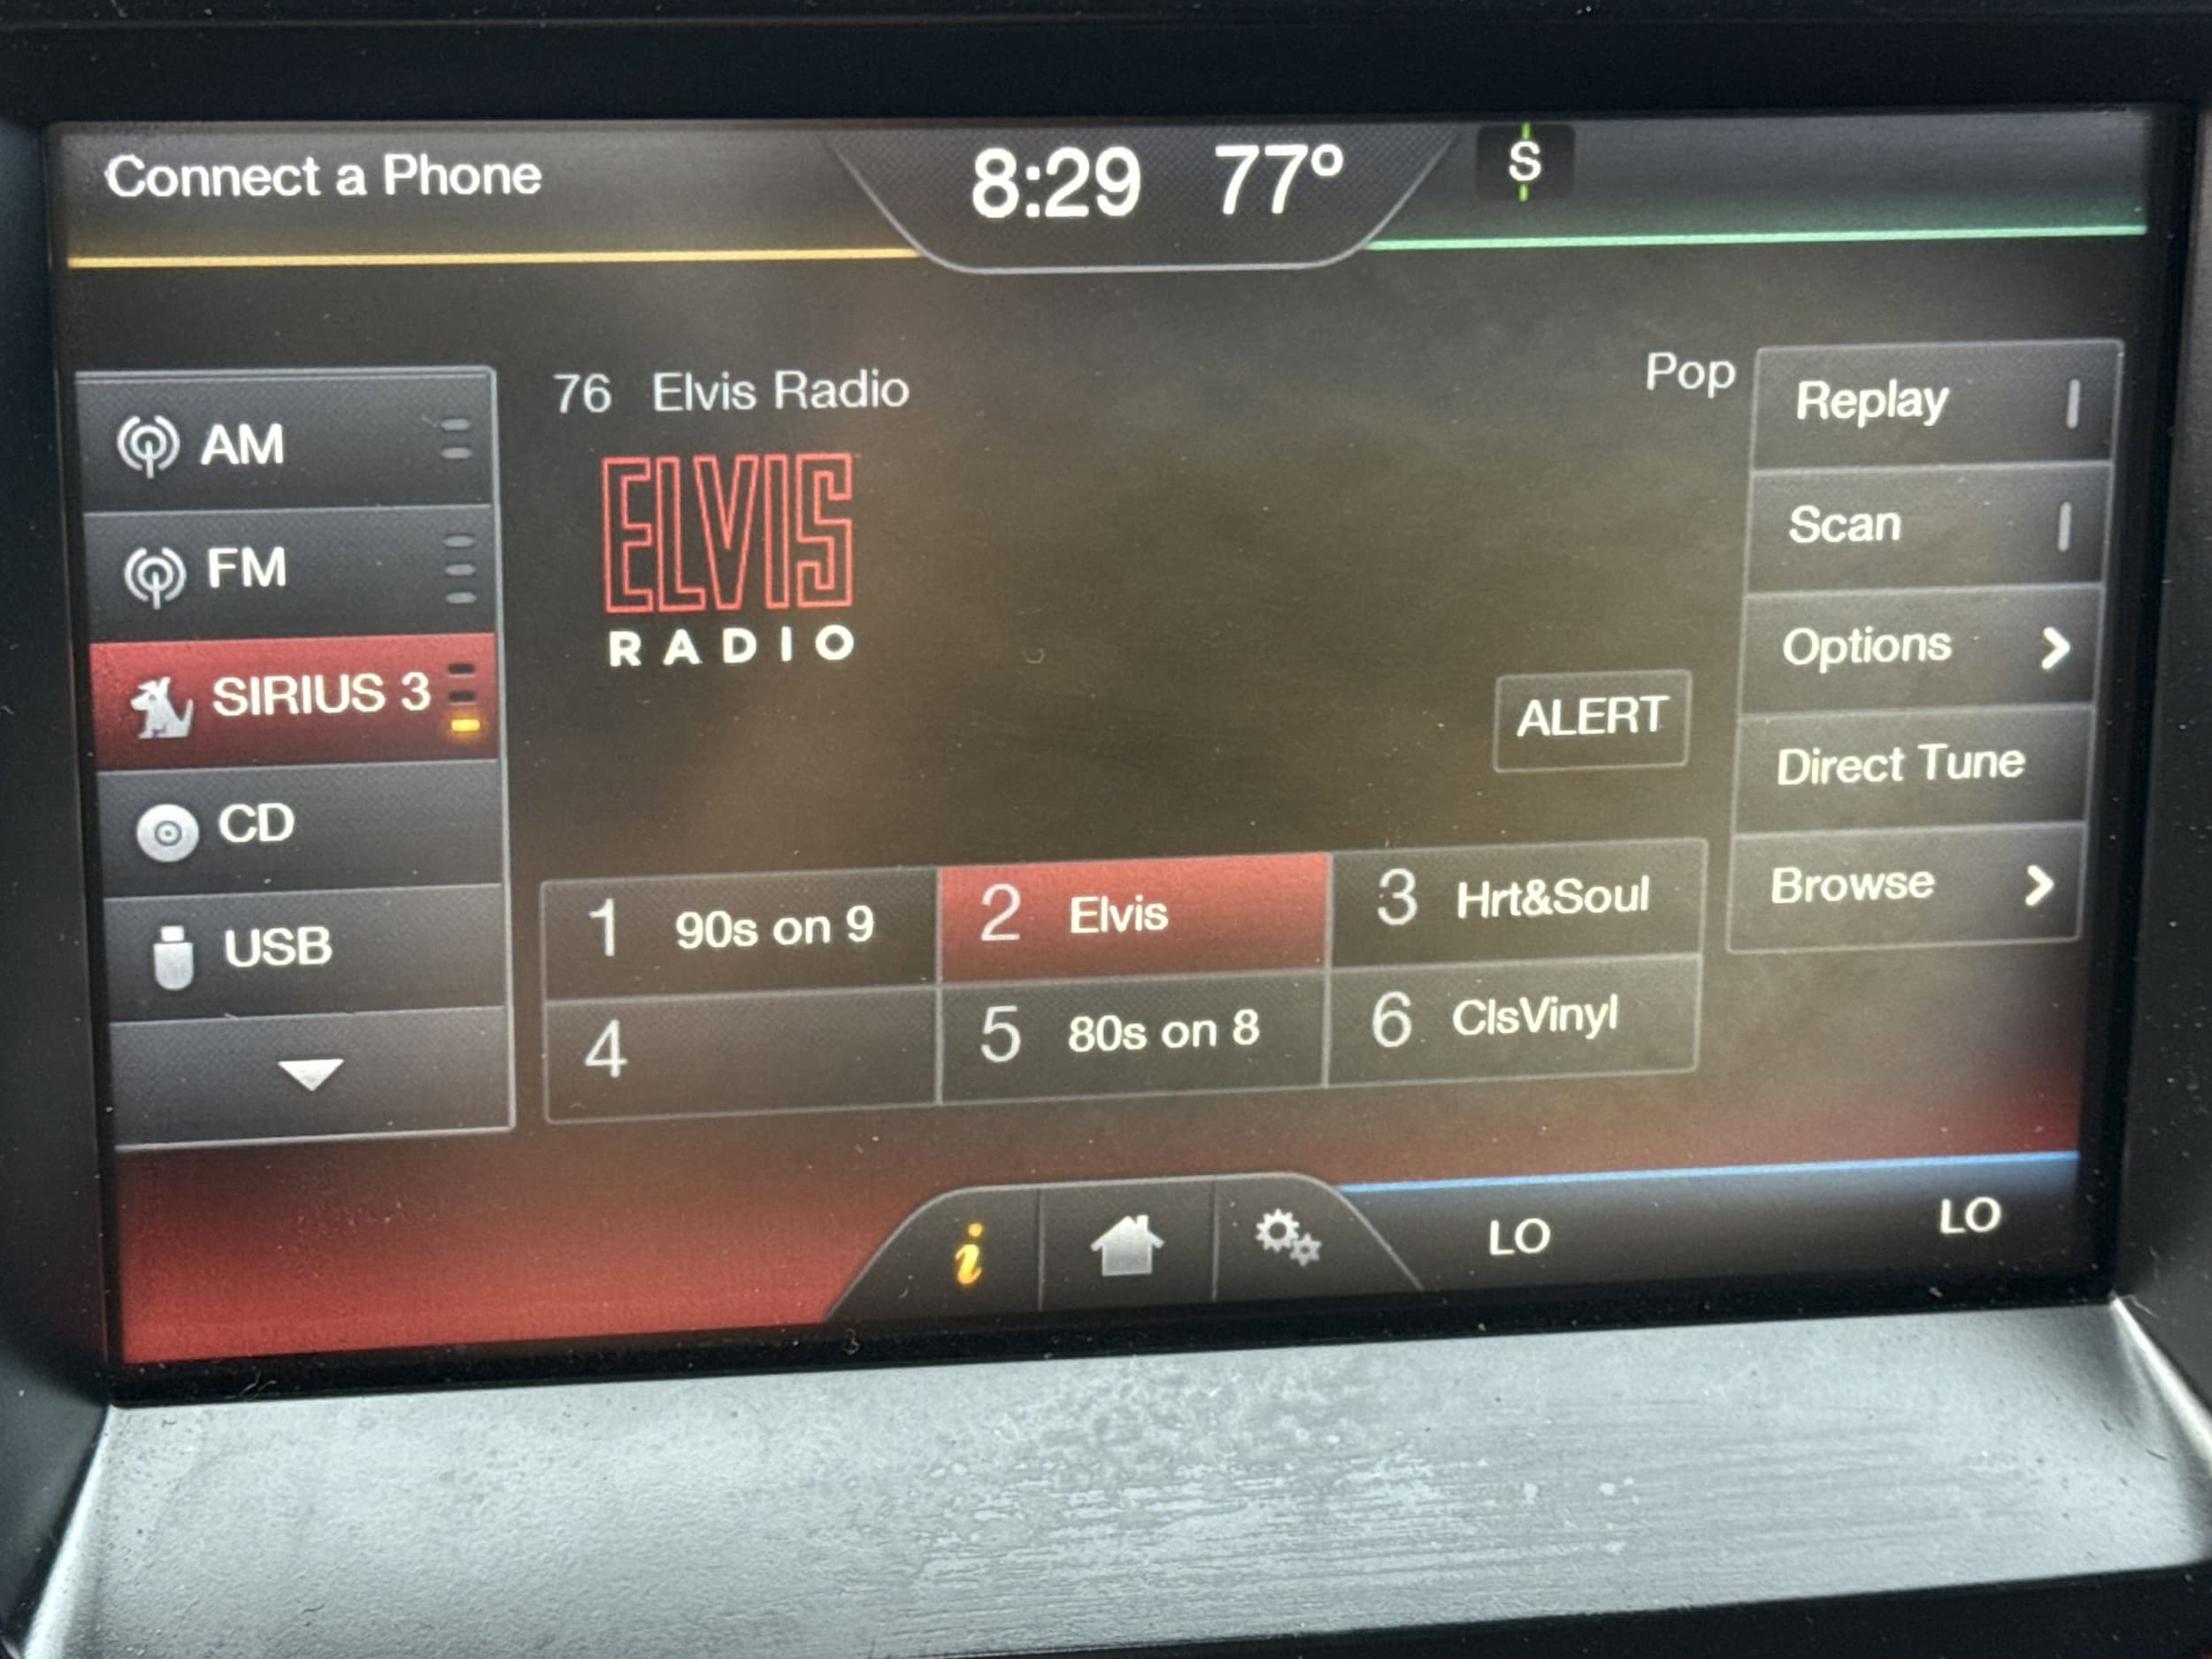 Connect a Phone
8:29 77°
S
AM
FM
SIRIUS 3
CD
USB
76 Elvis Radio
Pop
ELVIS
RADIO
ALERT
Replay
Scan
Options
Direct Tune
Browse
1 90s on 9
2 Elvis
3 Hrt&Soul
4
5 80s on 8
6 ClsVinyl
i
LO
LO